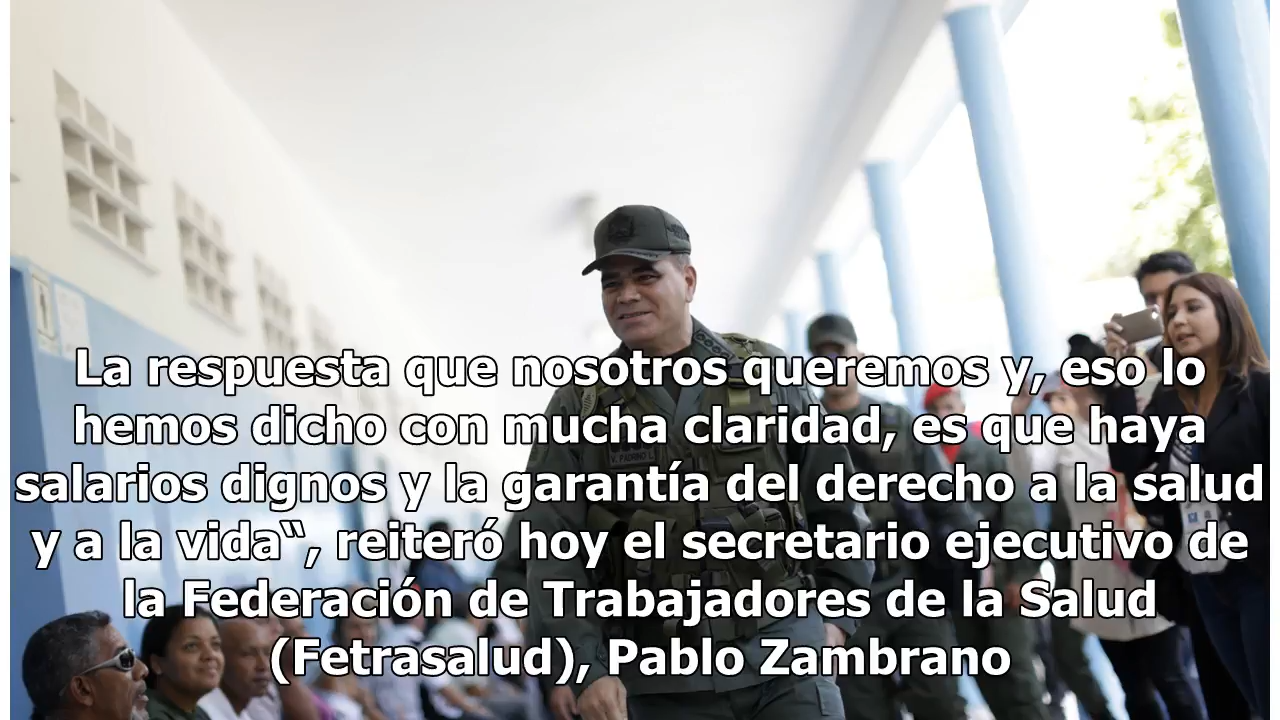 La respuesta que nosotros queremos y, eso lo
hemos dicho con mucha claridad, es que haya
salarios dignos y la garantía del derecho a la salud
y a la vida“, reiteró hoy el secretario ejecutivo de
la Federación de Trabajadores de la Salud
(Fetrasalud), Pablo Zambrano
V. PADRINO L.